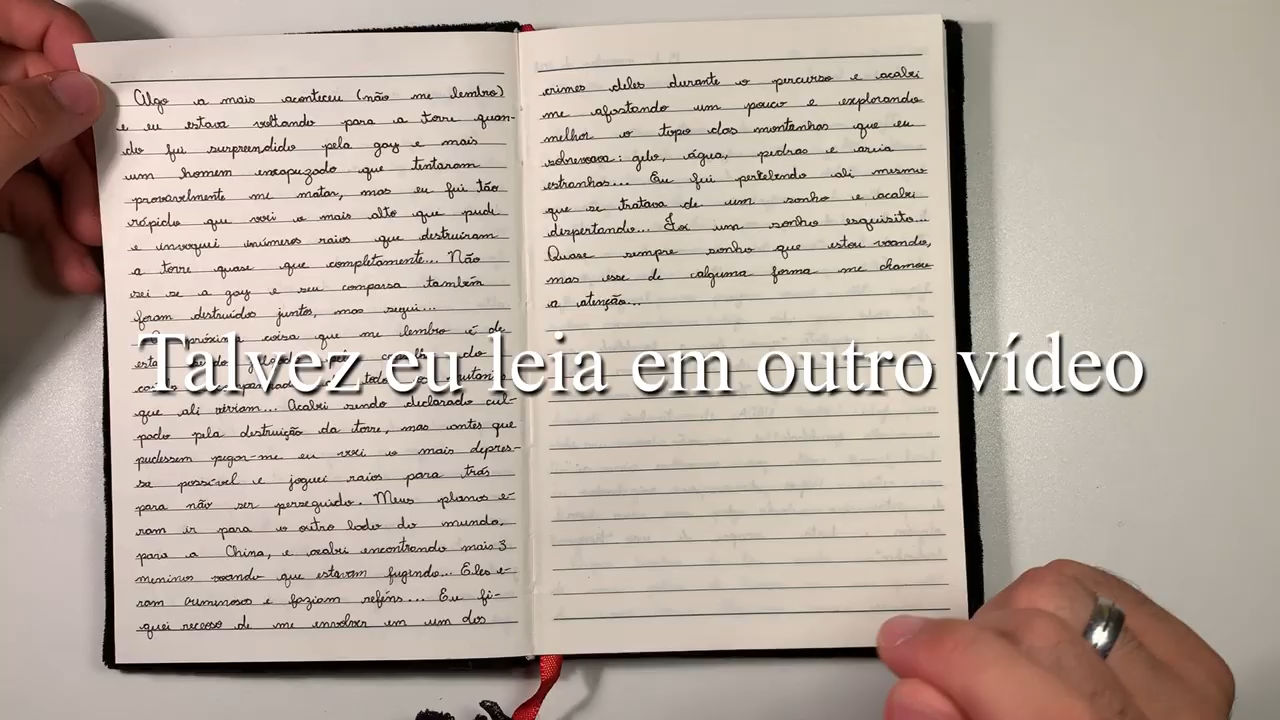 Algo a mais aconteceu (não me lembro)
e eu estava voltando para a torre quan-
do fui surpreendido pela gay e mais
um homem encapuzado que tentaram
provavelmente me matar, mas eu fui tão
rápido que voei o mais alto que pude
e invoquei inúmeros raios que destruíram
a torre quase que completamente... Não
sei se a gay e seu comparsa também
foram destruídos juntos, mas segui...
próxima coisa que me lembro é de
que ali viviam... Acabei sendo declarado cul-
pado pela destruição da torre, mas antes que
pudessem pegar-me eu voei o mais depres-
sa possível e joguei raios para trás
para não ser perseguido. Meus planos e-
ram ir para o outro lado do mundo,
para a China, e acabei encontrando mais 3
meninos voando que estavam fugindo... Eles e-
ram criminosos e faziam reféns... Eu fi-
quei receoso de me envolver em um dos
crimes deles durante o percurso e acabei
me afastando um pouco e explorando
melhor o topo das montanhas que eu
sobrevoava: gelo, água, pedras e areia
estranhas... Eu fui percebendo ali mesmo
que se tratava de um sonho e acabei
despertando... Foi um sonho esquisito...
Quase sempre sonho que estou voando,
mas esse de alguma forma me chamou
a atenção...
Talvez eu leia em outro vídeo